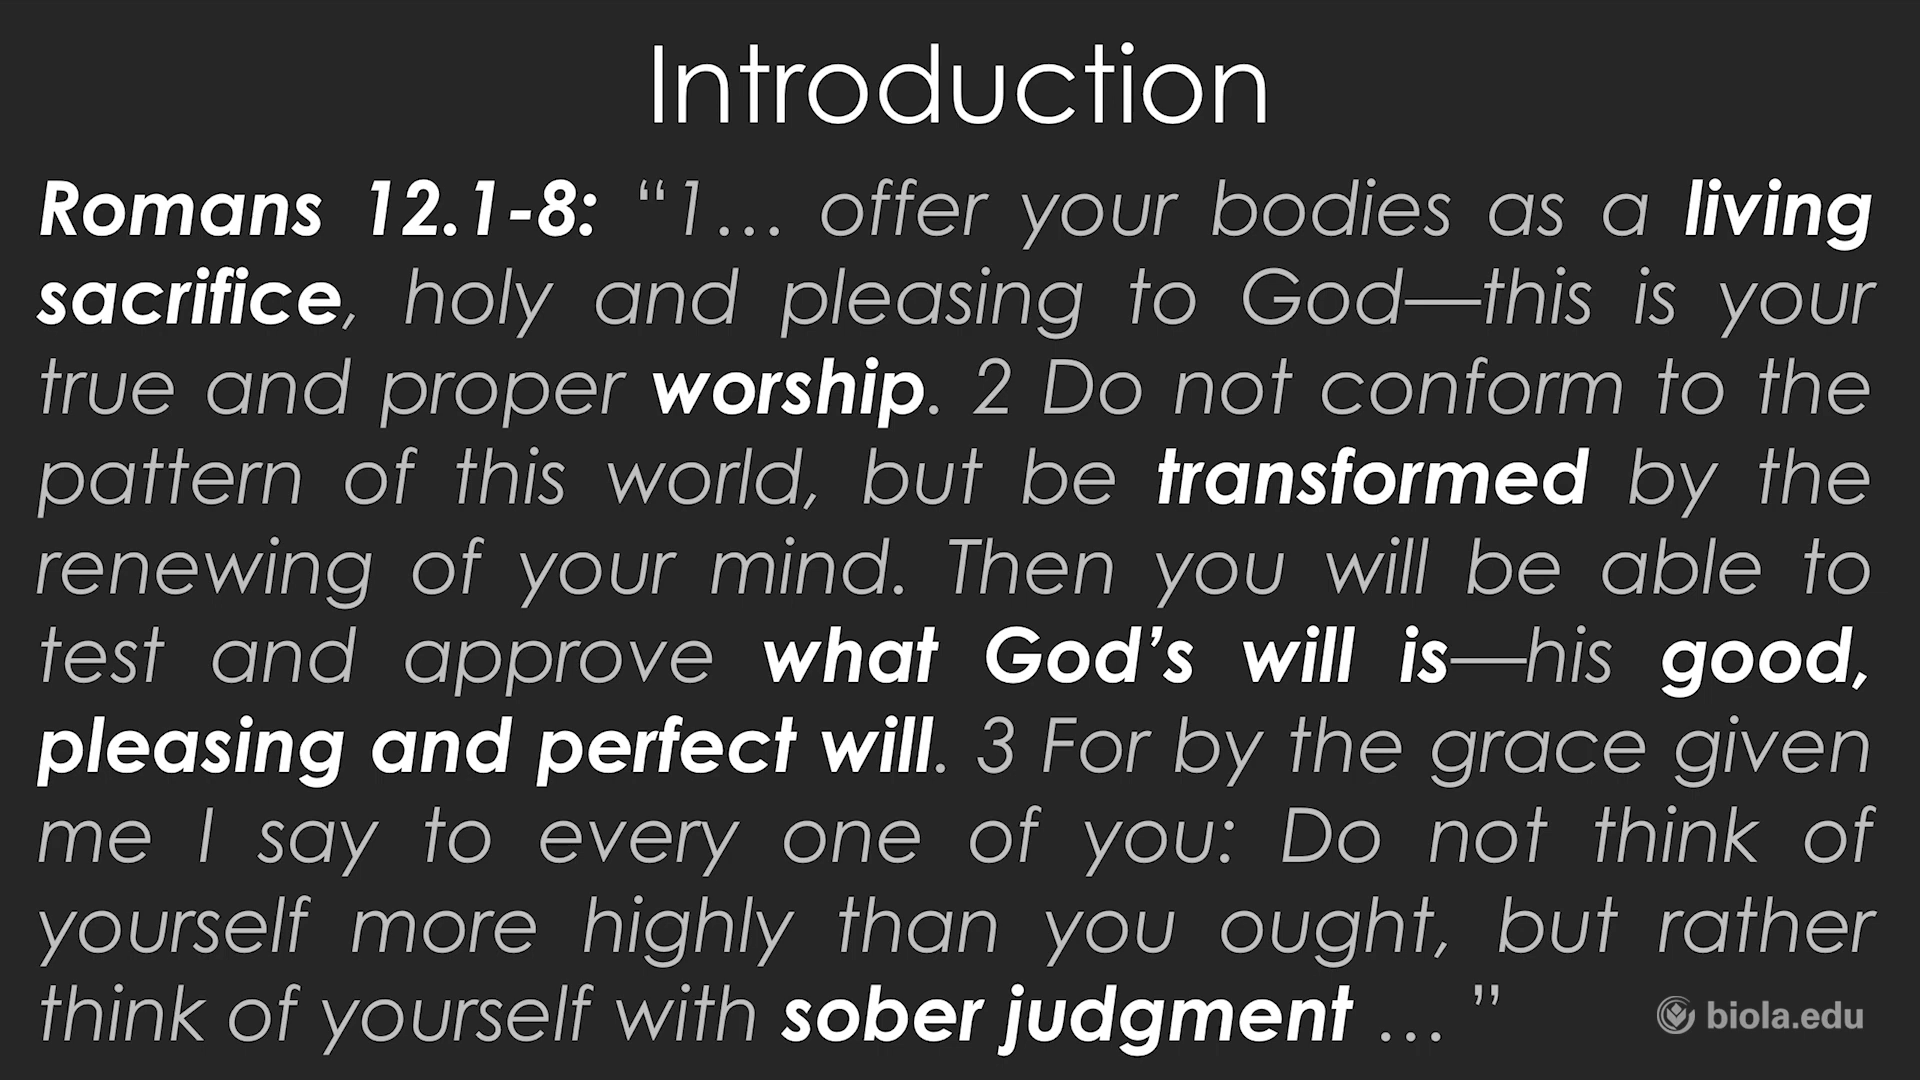 Introduction
Romans 12.1-8: “1… offer your bodies as a living
sacrifice, holy and pleasing to God—this is your
true and proper worship. 2 Do not conform to the
pattern of this world, but be transformed by the
renewing of your mind. Then you will be able to
test and approve what God’s will is—his good,
pleasing and perfect will. 3 For by the grace given
me I say to every one of you: Do not think of
yourself more highly than you ought, but rather
think of yourself with sober judgment … ”
biola.edu